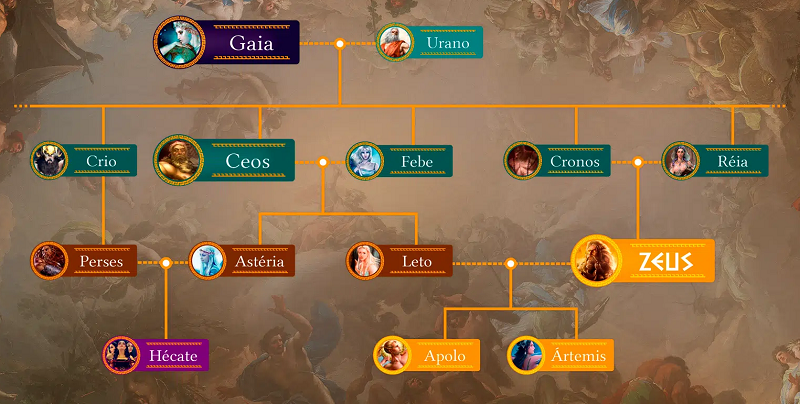 Gaia
Urano
Crio
Ceos
Febe
Cronos
Réia
Perses
Astéria
Leto
ZEUS
Hécate
Apolo
Ártemis